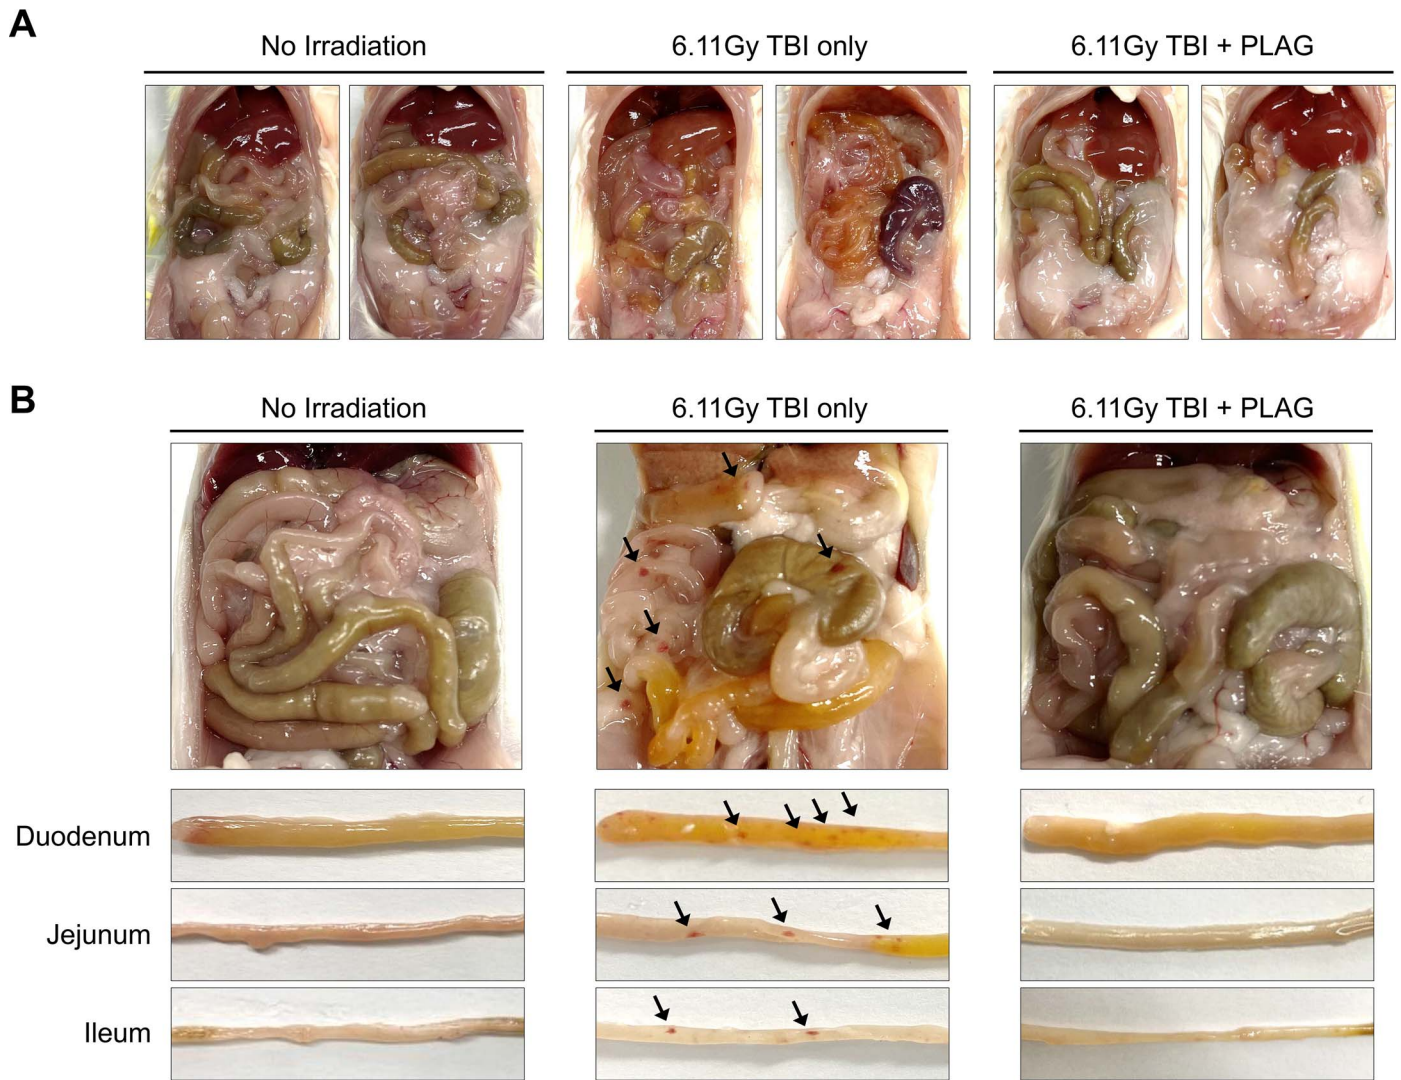 A
No Irradiation
6.11Gy TBI only
6.11Gy TBI + PLAG
B
No Irradiation
6.11Gy TBI only
6.11Gy TBI + PLAG
Duodenum
Jejunum
Ileum